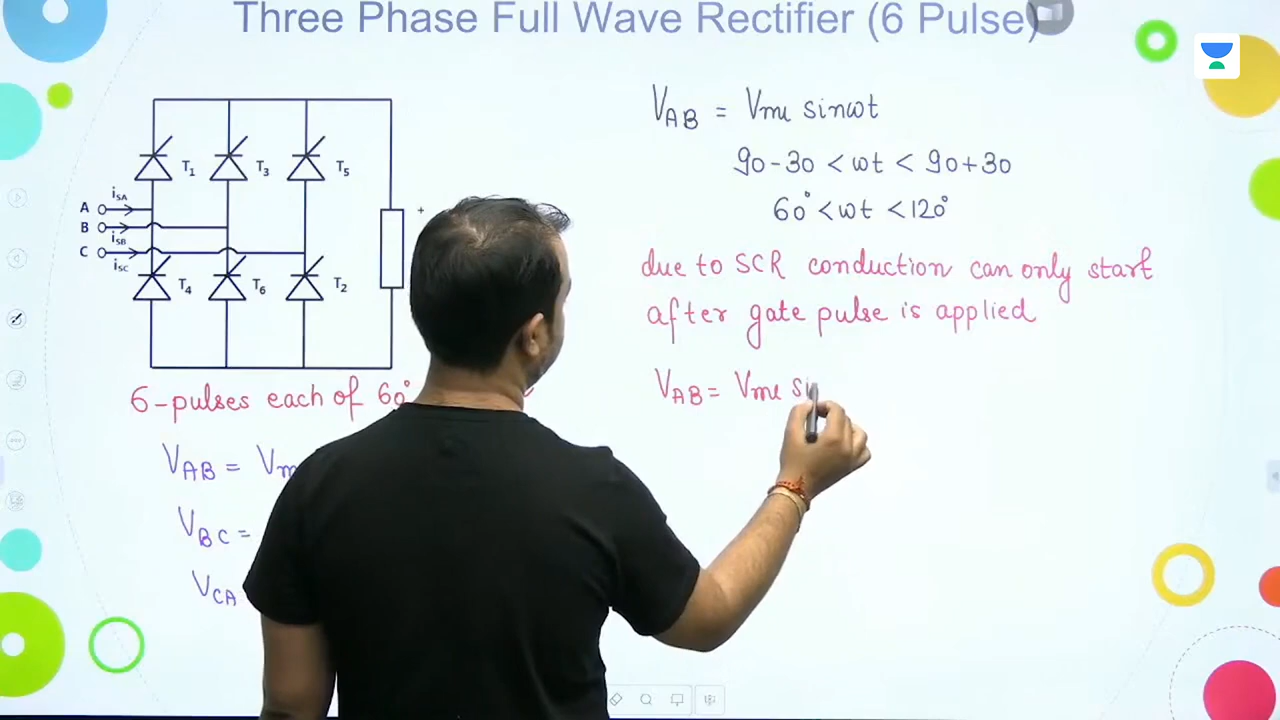 Three Phase Full Wave Rectifier (6 Pulse)
T1 T3 T5
iSA
A
B
iSB
C
iSC
T4 T6 T2
+
6-pulses each of 60°
VAB = Vm
VBC =
VCA
VAB = Vml sinωt
90-30 < ωt < 90+30
60° < ωt < 120°
due to SCR conduction can only start
after gate pulse is applied
VAB = Vml s